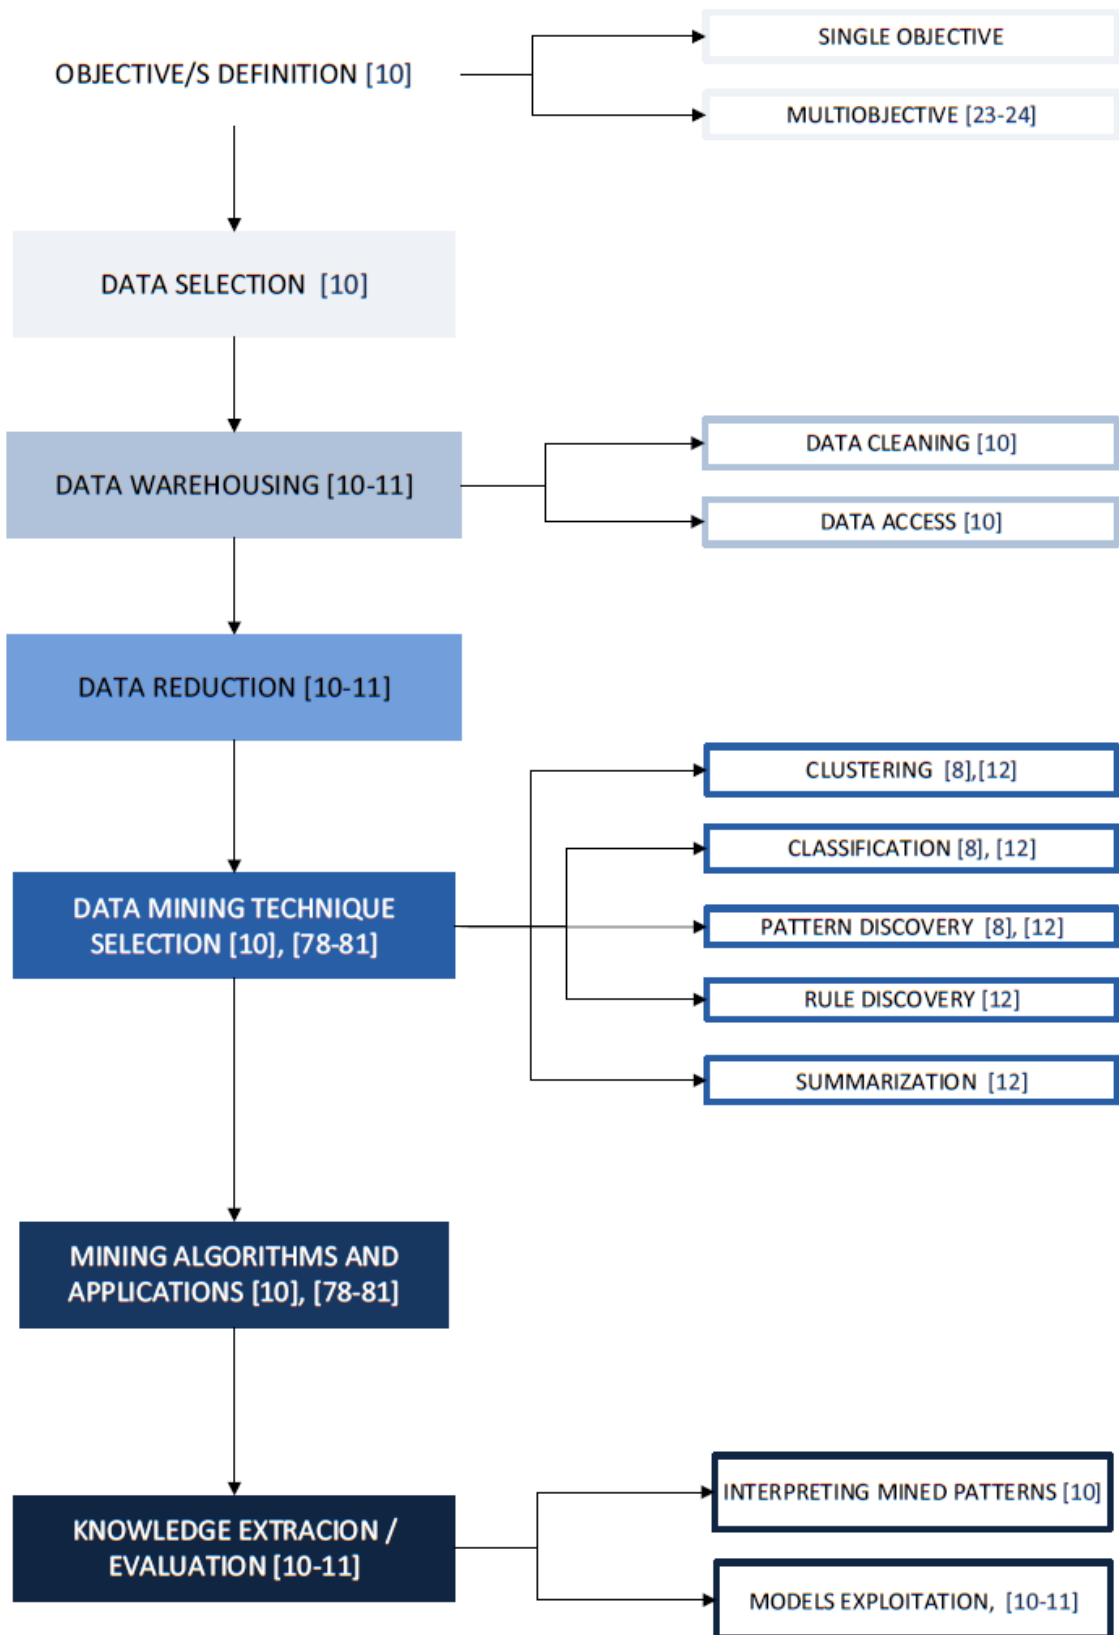 OBJECTIVE/S DEFINITION [10]
SINGLE OBJECTIVE
MULTIOBJECTIVE [23-24]
DATA SELECTION [10]
DATA WAREHOUSING [10-11]
DATA CLEANING [10]
DATA ACCESS [10]
DATA REDUCTION [10-11]
DATA MINING TECHNIQUE
SELECTION [10], [78-81]
CLUSTERING [8],[12]
CLASSIFICATION [8], [12]
PATTERN DISCOVERY [8], [12]
RULE DISCOVERY [12]
SUMMARIZATION [12]
MINING ALGORITHMS AND
APPLICATIONS [10], [78-81]
KNOWLEDGE EXTRACION /
EVALUATION [10-11]
INTERPRETING MINED PATTERNS [10]
MODELS EXPLOITATION, [10-11]